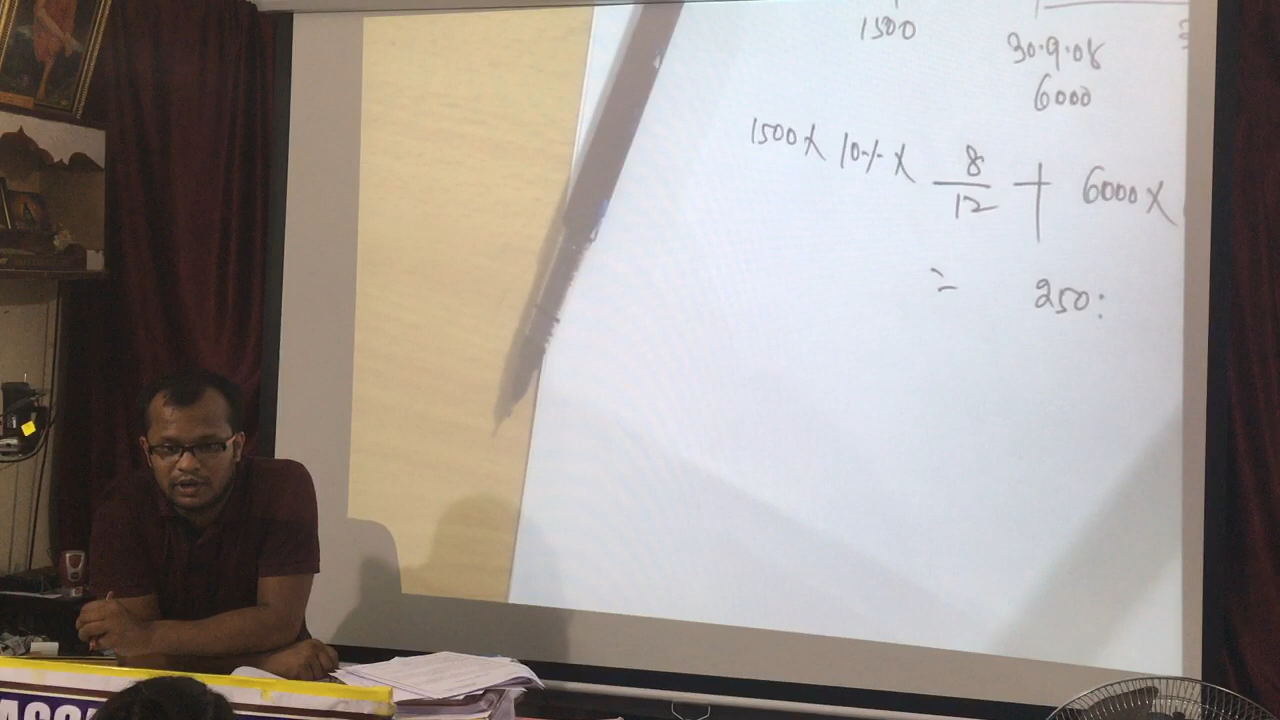 1500
30.9.08
6000
1500 X 10% X 8/12 + 6000 X
= 250: